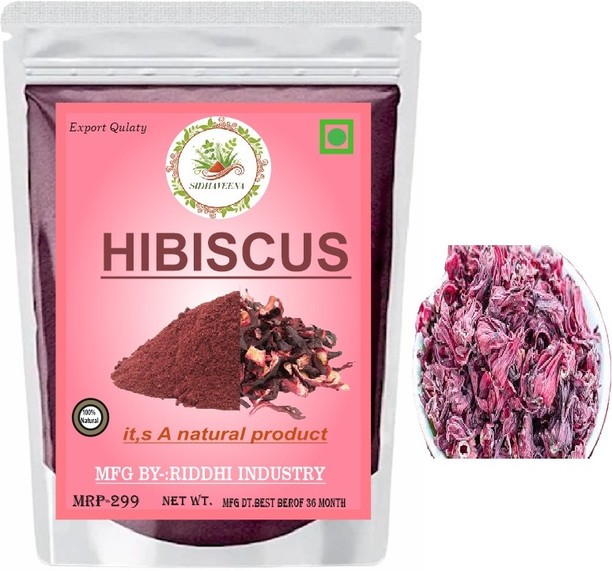 Export Qulaty
SIDHAVEENA
HIBISCUS
100%
Natural
it,s A natural product
MFG BY-:RIDDHI INDUSTRY
MRP-299 NET WT. MFG DT.BEST BEROF 36 MONTH